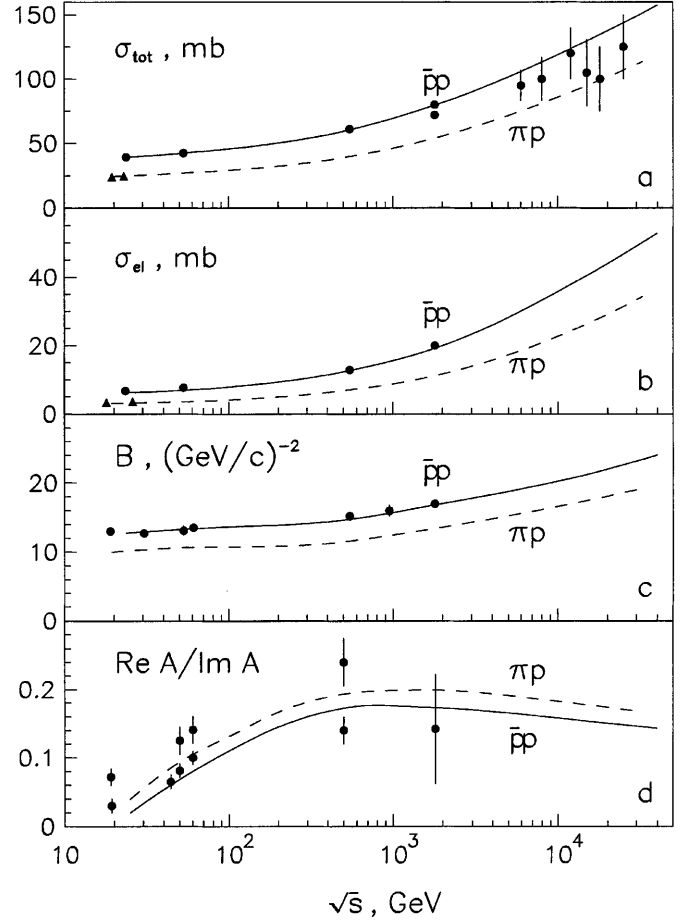 150
σtot , mb
100
p̄p
50
πp
a
0
σel , mb
40
p̄p
20
πp
b
0
B , (GeV/c)⁻²
p̄p
20
πp
10
c
0
Re A/Im A
πp
0.2
p̄p
0.1
d
0
10 10² 10³ 10⁴
√s , GeV